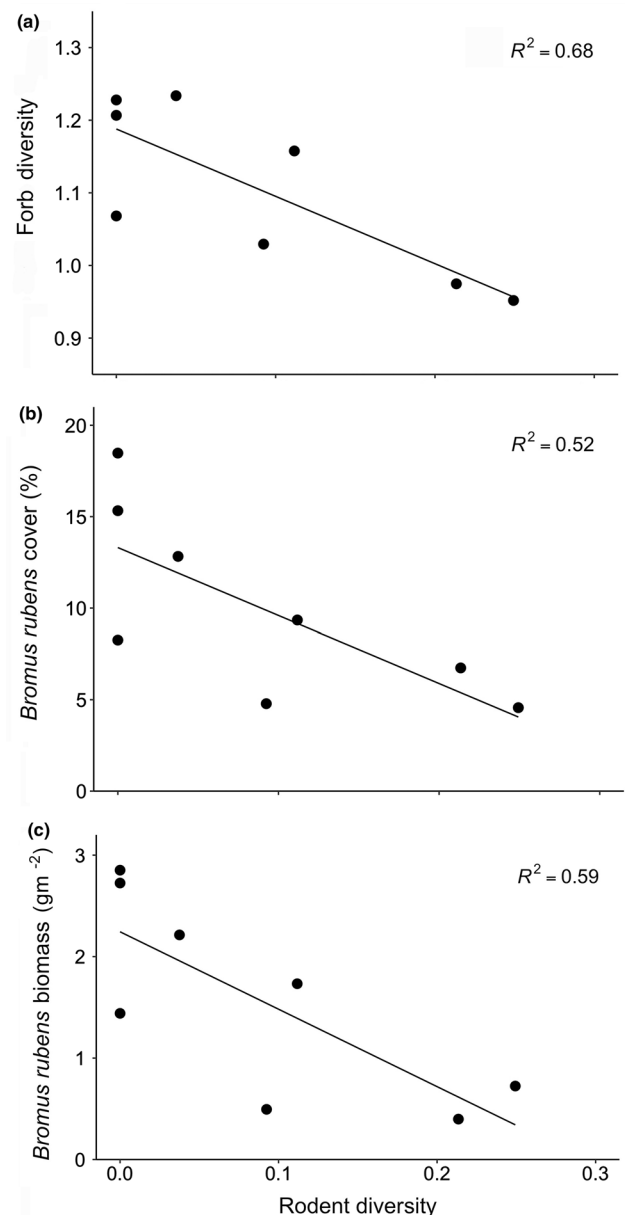 (a)
R² = 0.68
Forb diversity
1.3
1.2
1.1
1.0
0.9
(b)
R² = 0.52
Bromus rubens cover (%)
20
15
10
5
0
(c)
R² = 0.59
Bromus rubens biomass (gm ⁻²)
3
2
1
0
0.0 0.1 0.2 0.3
Rodent diversity